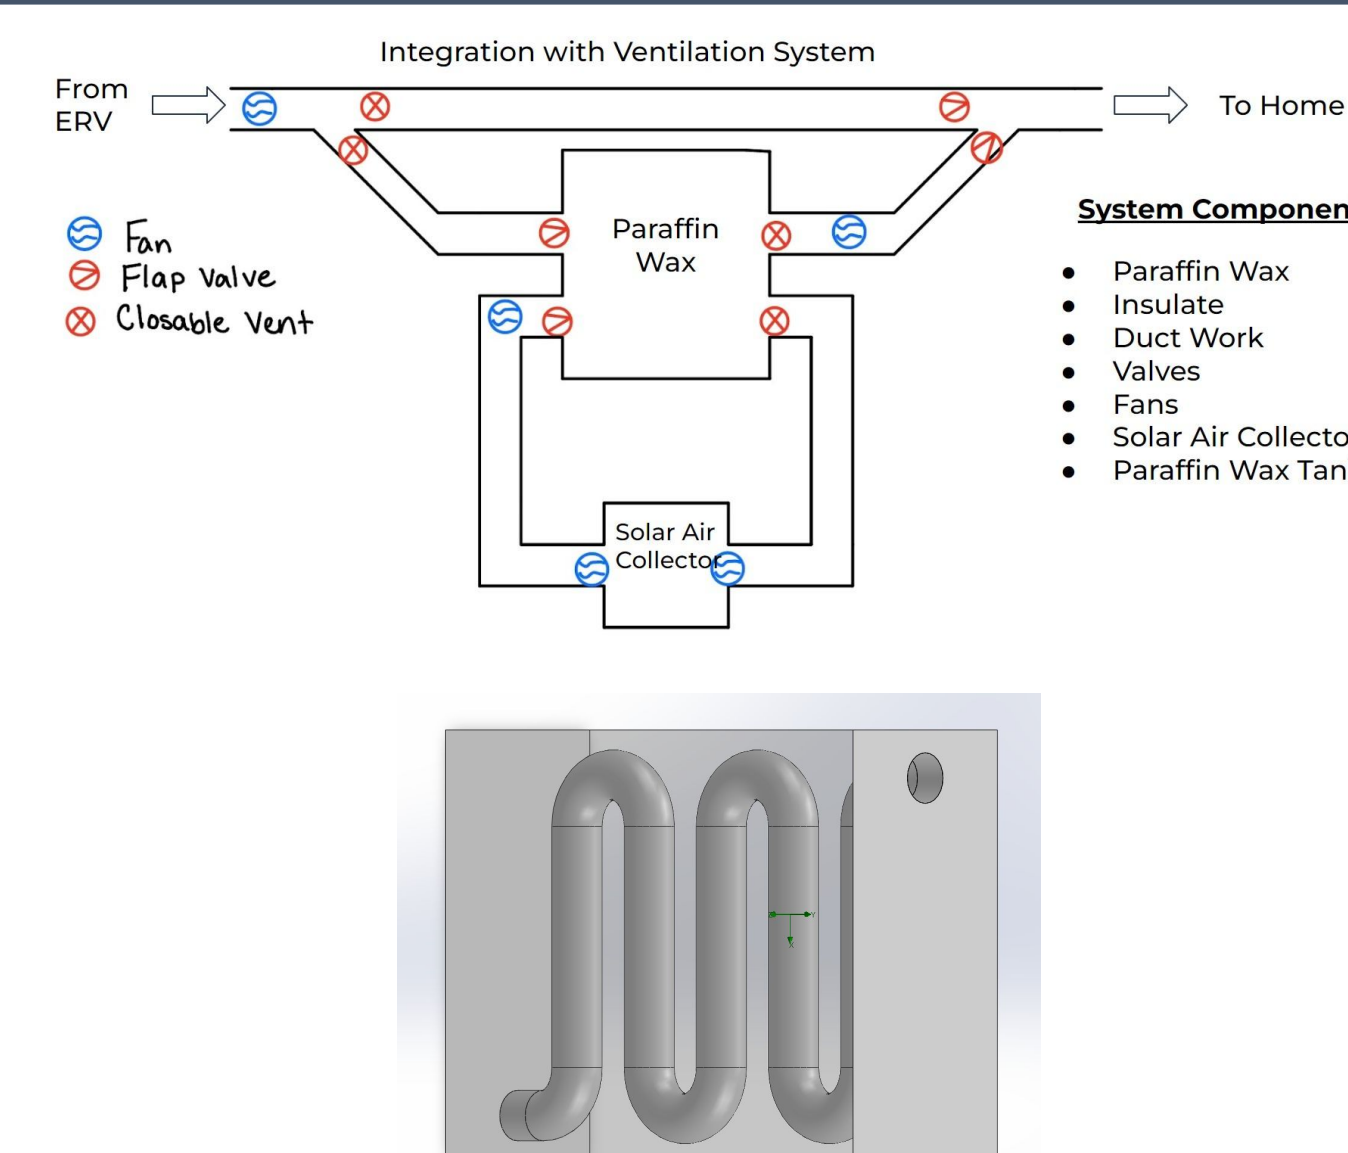 Integration with Ventilation System
From
ERV
To Home
Fan
Flap Valve
Closable Vent
Paraffin
Wax
Solar Air
Collector
System Componen
● Paraffin Wax
● Insulate
● Duct Work
● Valves
● Fans
● Solar Air Collecto
● Paraffin Wax Tan
Y
X